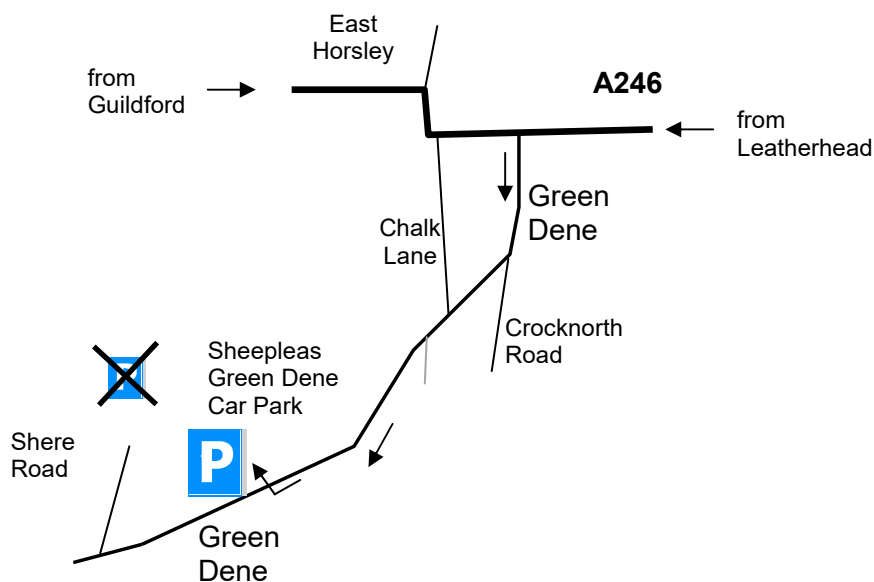 East
Horsley
from
Guildford
A246
from
Leatherhead
Green
Dene
Chalk
Lane
Crocknorth
Road
Sheepleas
Green Dene
Car Park
P
Shere
Road
P
Green
Dene